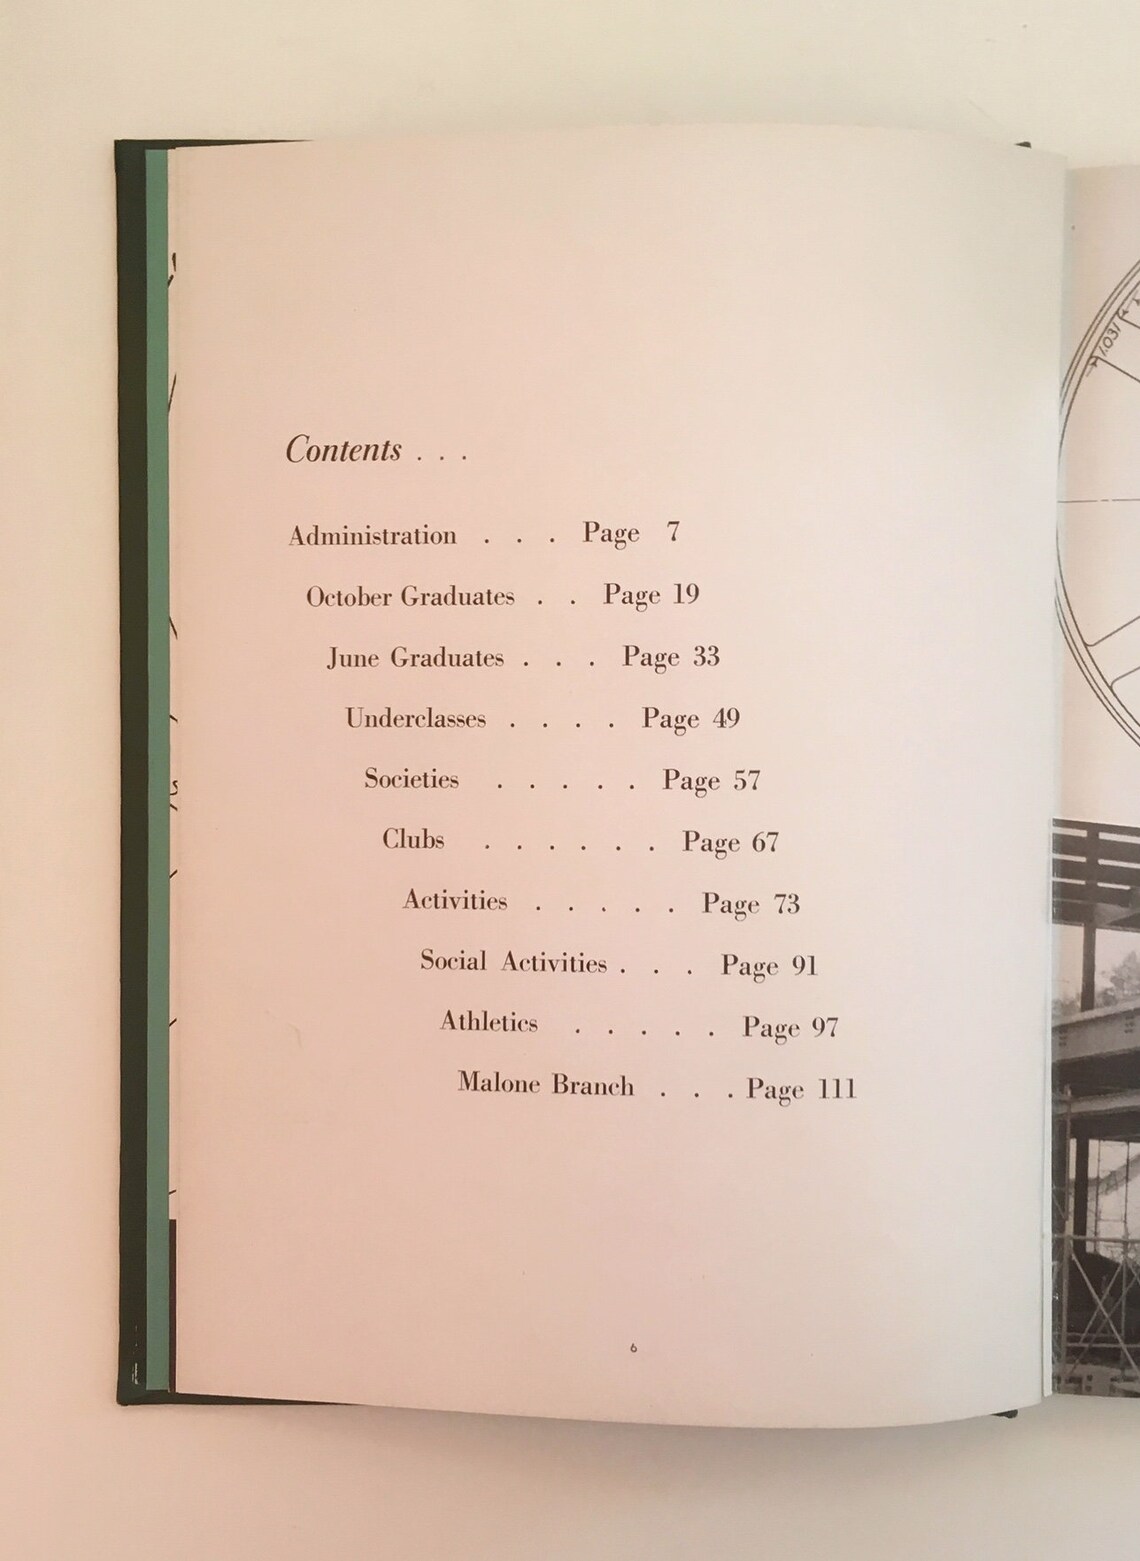 Contents . . .
Administration . . . Page 7
October Graduates . . Page 19
June Graduates . . . Page 33
Underclasses . . . . Page 49
Societies . . . . . Page 57
Clubs . . . . . . Page 67
Activities . . . . . Page 73
Social Activities . . . Page 91
Athletics . . . . . Page 97
Malone Branch . . . Page 111
6